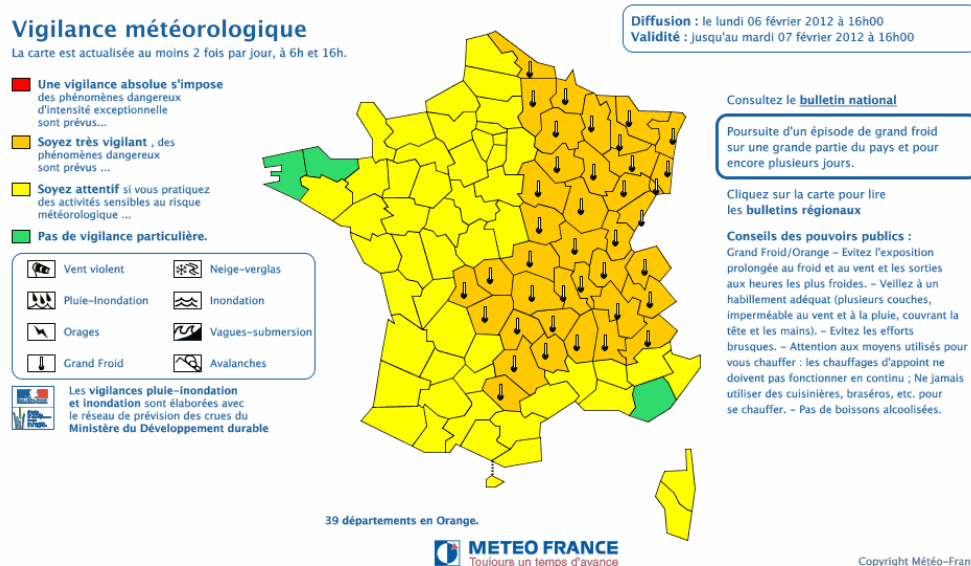 Vigilance météorologique
La carte est actualisée au moins 2 fois par jour, à 6h et 16h.
Diffusion : le lundi 06 février 2012 à 16h00
Validité : jusqu'au mardi 07 février 2012 à 16h00
Une vigilance absolue s'impose
des phénomènes dangereux
d'intensité exceptionnelle
sont prévus...
Soyez très vigilant , des
phénomènes dangereux
sont prévus ...
Soyez attentif si vous pratiquez
des activités sensibles au risque
météorologique ...
Pas de vigilance particulière.
Vent violent
Neige-verglas
Pluie-Inondation
Inondation
Orages
Vagues-submersion
Grand Froid
Avalanches
Les vigilances pluie-inondation
et inondation sont élaborées avec
le réseau de prévision des crues du
Ministère du Développement durable
Consultez le bulletin national
Poursuite d'un épisode de grand froid
sur une grande partie du pays et pour
encore plusieurs jours.
Cliquez sur la carte pour lire
les bulletins régionaux
Conseils des pouvoirs publics :
Grand Froid/Orange - Evitez l'exposition
prolongée au froid et au vent et les sorties
aux heures les plus froides. - Veillez à un
habillement adéquat (plusieurs couches,
imperméable au vent et à la pluie, couvrant la
tête et les mains). - Evitez les efforts
brusques. - Attention aux moyens utilisés pour
vous chauffer : les chauffages d'appoint ne
doivent pas fonctionner en continu ; Ne jamais
utiliser des cuisinières, braséros, etc. pour
se chauffer. - Pas de boissons alcoolisées.
39 départements en Orange.
METEO FRANCE
Toujours un temps d'avance
Copyright Météo-Fran